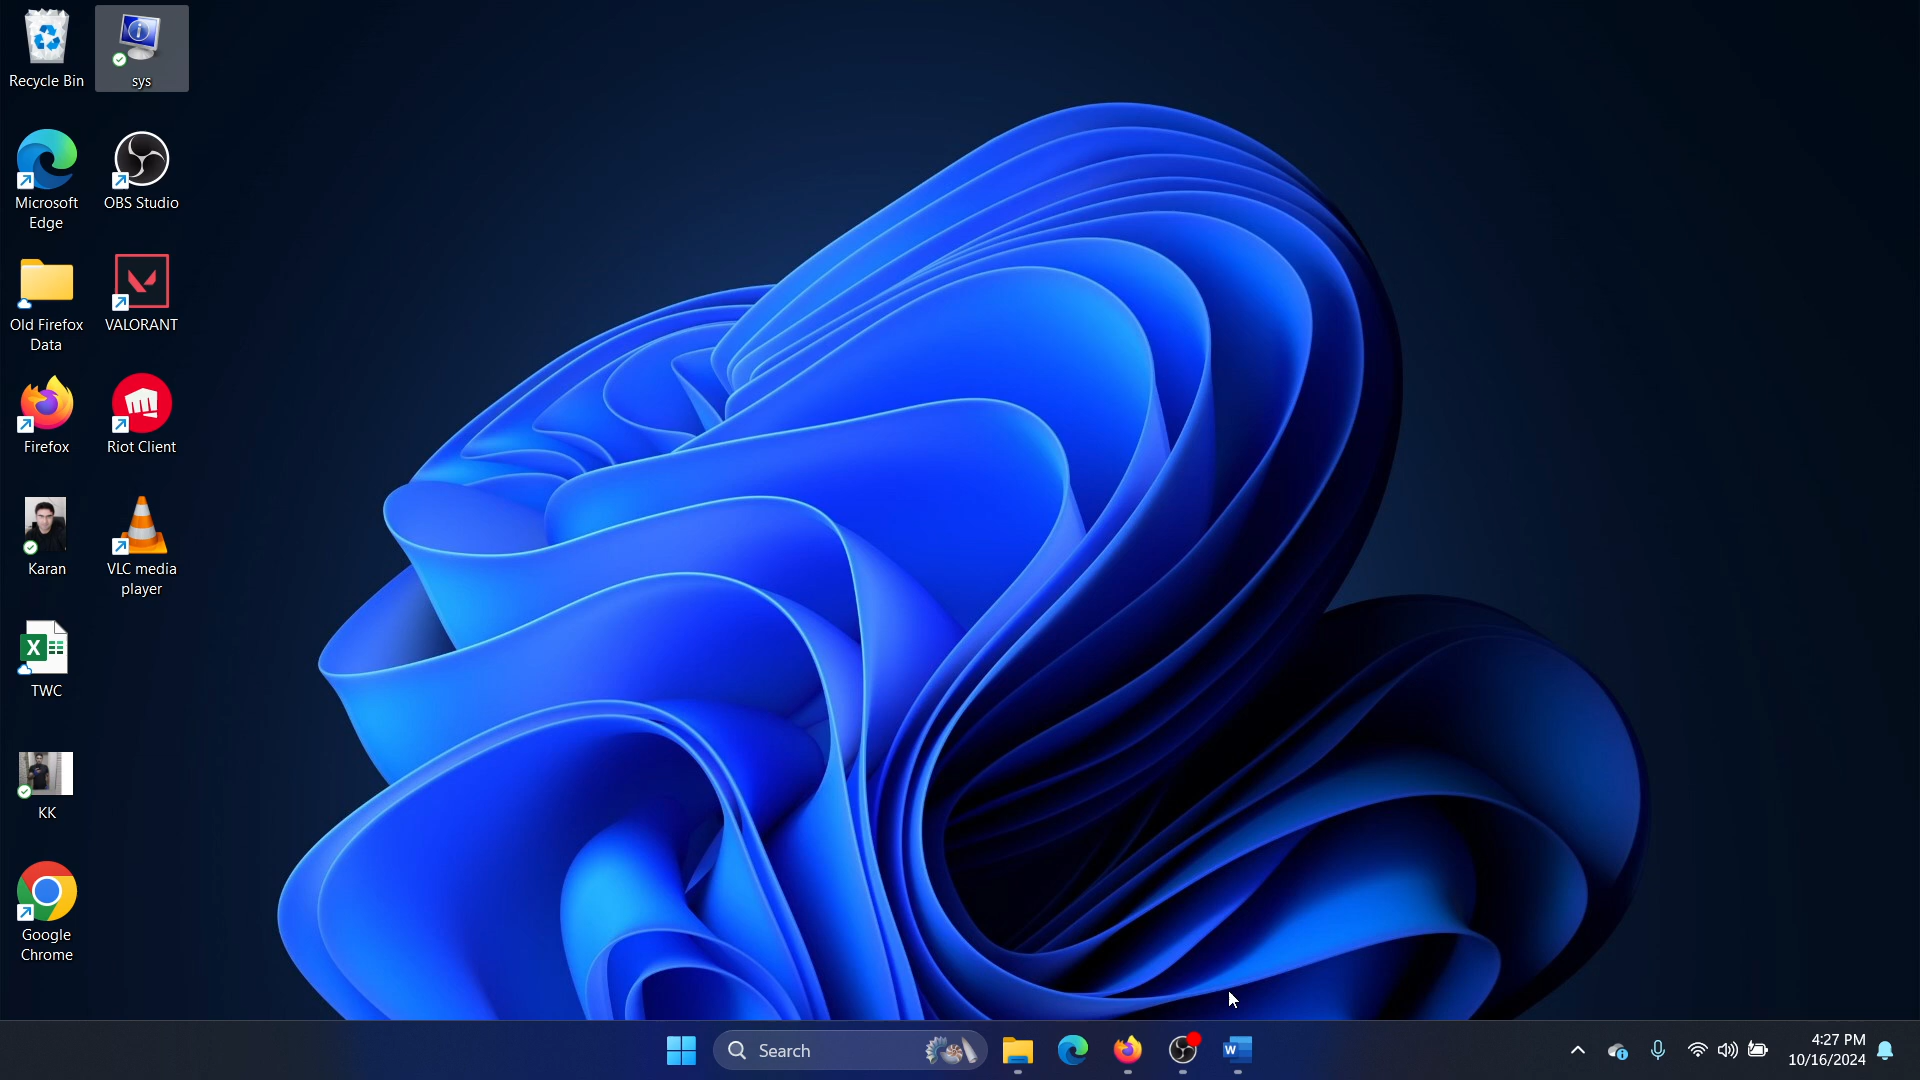 Recycle Bin
sys
Microsoft
Edge
OBS Studio
Old Firefox
Data
VALORANT
Firefox
Riot Client
Karan
VLC media
player
X
TWC
KK
Google
Chrome
Search
W
4:27 PM
10/16/2024